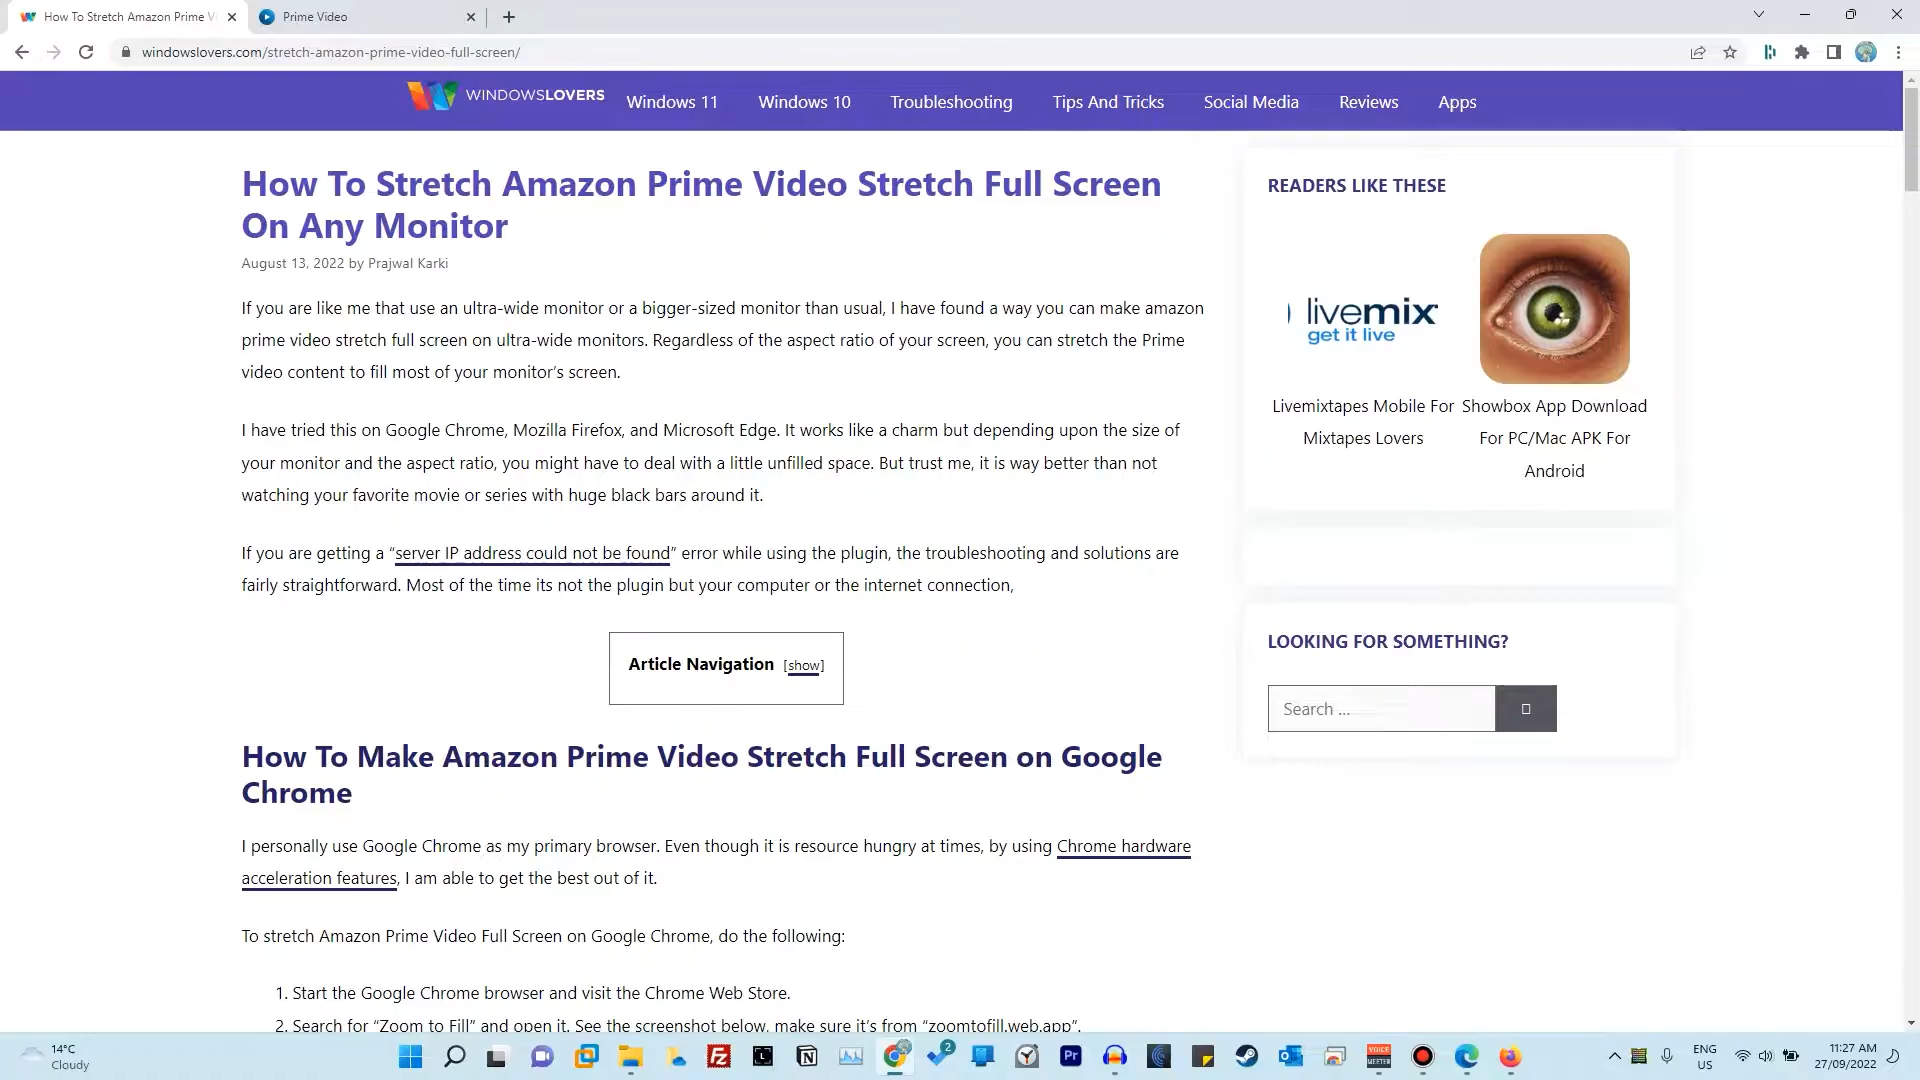 How To Stretch Amazon Prime V
Prime Video
windowslovers.com/stretch-amazon-prime-video-full-screen/
WINDOWSLOVERS
Windows 11
Windows 10
Troubleshooting
Tips And Tricks
Social Media
Reviews
Apps
How To Stretch Amazon Prime Video Stretch Full Screen
On Any Monitor
August 13, 2022 by Prajwal Karki
If you are like me that use an ultra-wide monitor or a bigger-sized monitor than usual, I have found a way you can make amazon
prime video stretch full screen on ultra-wide monitors. Regardless of the aspect ratio of your screen, you can stretch the Prime
video content to fill most of your monitor’s screen.
I have tried this on Google Chrome, Mozilla Firefox, and Microsoft Edge. It works like a charm but depending upon the size of
your monitor and the aspect ratio, you might have to deal with a little unfilled space. But trust me, it is way better than not
watching your favorite movie or series with huge black bars around it.
If you are getting a “server IP address could not be found” error while using the plugin, the troubleshooting and solutions are
fairly straightforward. Most of the time its not the plugin but your computer or the internet connection,
Article Navigation [show]
How To Make Amazon Prime Video Stretch Full Screen on Google
Chrome
I personally use Google Chrome as my primary browser. Even though it is resource hungry at times, by using Chrome hardware
acceleration features, I am able to get the best out of it.
To stretch Amazon Prime Video Full Screen on Google Chrome, do the following:
1. Start the Google Chrome browser and visit the Chrome Web Store.
2. Search for “Zoom to Fill” and open it. See the screenshot below, make sure it’s from “zoomtofill.web.app”.
READERS LIKE THESE
livemix
get it live
Livemixtapes Mobile For
Mixtapes Lovers
Showbox App Download
For PC/Mac APK For
Android
LOOKING FOR SOMETHING?
Search ...
14°C
Cloudy
2
Pr
VOICE
MEETER
ENG
US
11:27 AM
27/09/2022